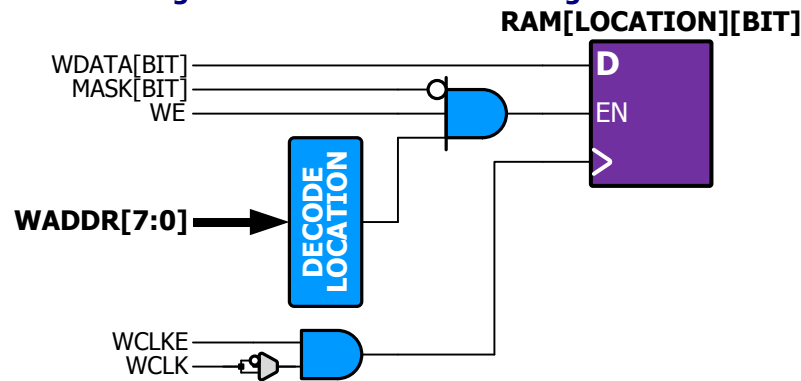 RAM[LOCATION][BIT]
WDATA[BIT]
MASK[BIT]
WE
D
EN
DECODE
LOCATION
WADDR[7:0]
WCLKE
WCLK